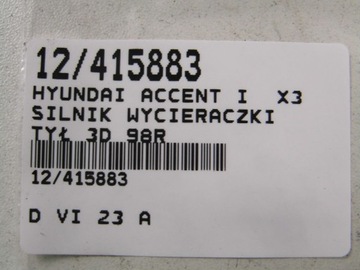 12/415883
HYUNDAI ACCENT I X3
SILNIK WYCIERACZKI
TYŁ 3D 98R
12/415883
D VI 23 A